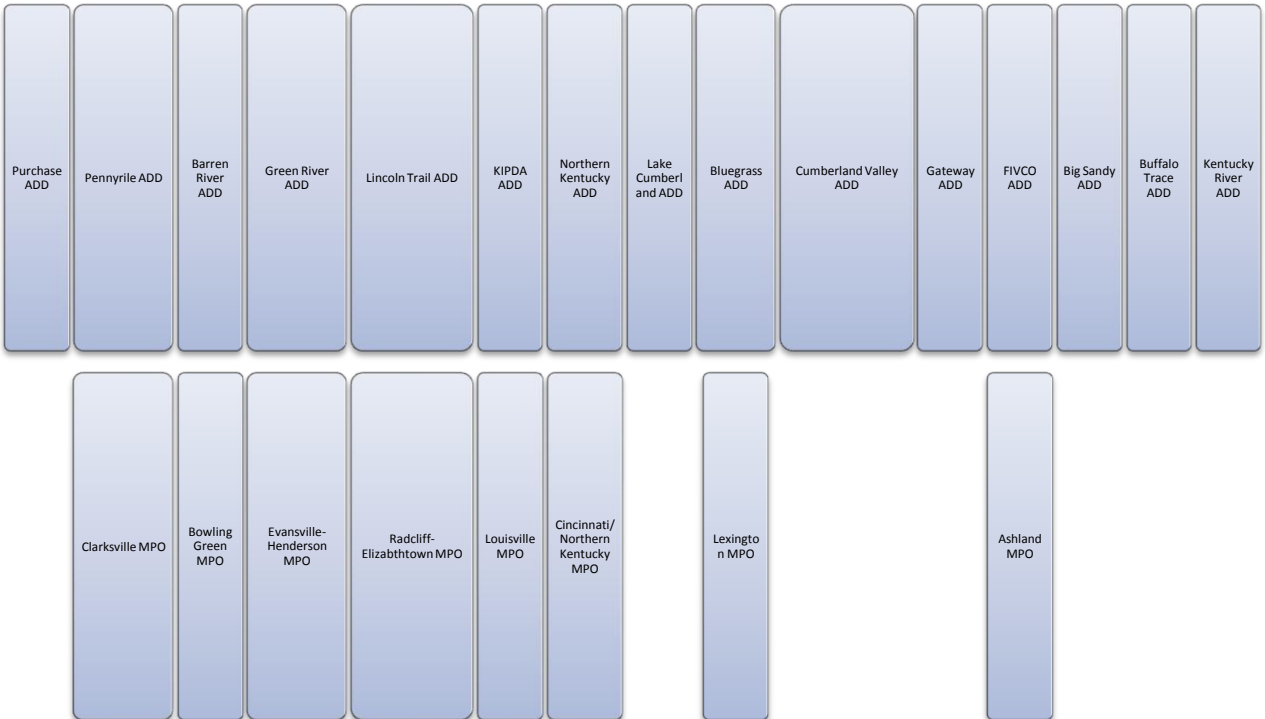 Purchase
ADD
Pennyrile ADD
Barren
River
ADD
Green River
ADD
Lincoln Trail ADD
KIPDA
ADD
Northern
Kentucky
ADD
Lake
Cumberl
and ADD
Bluegrass
ADD
Cumberland Valley
ADD
Gateway
ADD
FIVCO
ADD
Big Sandy
ADD
Buffalo
Trace
ADD
Kentucky
River
ADD
Clarksville MPO
Bowling
Green
MPO
Evansville-
Henderson
MPO
Radcliff-
Elizabthtown MPO
Louisville
MPO
Cincinnati/
Northern
Kentucky
MPO
Lexingto
n MPO
Ashland
MPO